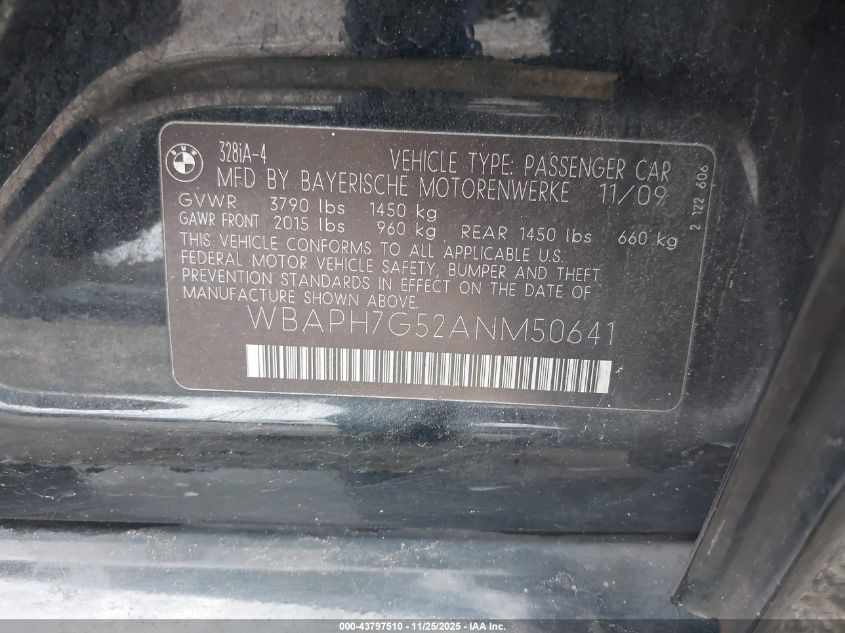 BMW
328iA-4
VEHICLE TYPE: PASSENGER CAR
MFD BY BAYERISCHE MOTORENWERKE 11/09
GVWR 3790 lbs 1450 kg
GAWR FRONT 2015 lbs 960 kg REAR 1450 lbs 660 kg
THIS VEHICLE CONFORMS TO ALL APPLICABLE U.S.
FEDERAL MOTOR VEHICLE SAFETY, BUMPER AND THEFT
PREVENTION STANDARDS IN EFFECT ON THE DATE OF
MANUFACTURE SHOWN ABOVE.
WBAPH7G52ANM50641
2 122 606
000-43797510 - 11/25/2025 - IAA Inc.